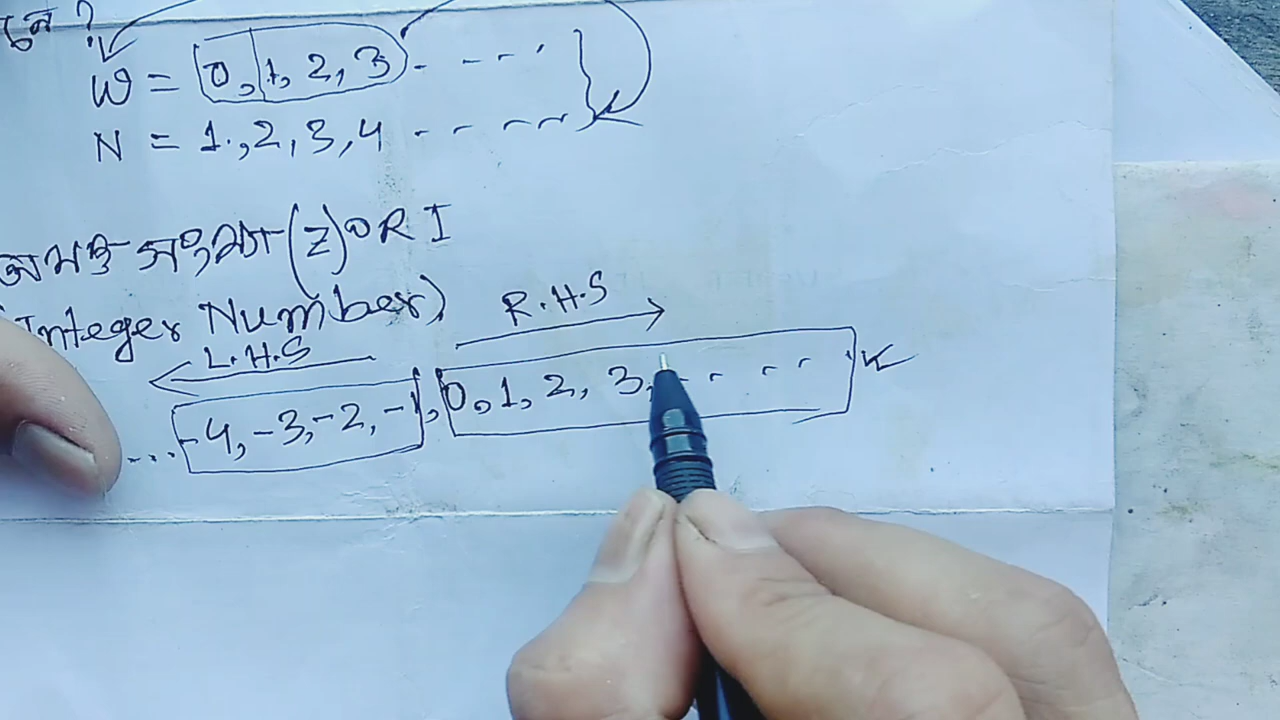 নে ?
W = 0, 1, 2, 3 - - - - '
N = 1, 2, 3, 4 - - - - -
অখণ্ড সংখ্যা (Z) OR I
Integer Number)
R.H.S
L.H.S
... -4, -3, -2, -1, 0, 1, 2, 3, - - - -